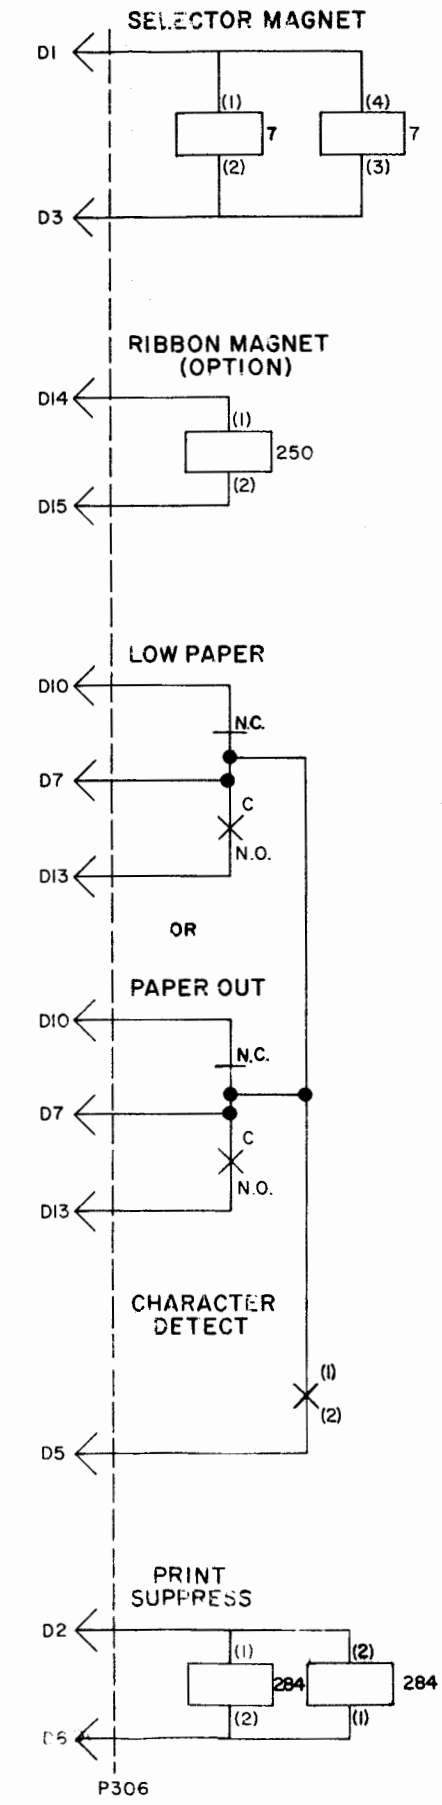 SELECTOR MAGNET
D1
(1) (4)
7 7
(2) (3)
D3
RIBBON MAGNET
(OPTION)
D14
(1)
250
(2)
D15
LOW PAPER
D10
N.C.
D7
C
N.O.
D13
OR
PAPER OUT
D10
N.C.
D7
C
N.O.
D13
CHARACTER
DETECT
(1)
(2)
D5
PRINT
SUPPRESS
D2
(1) (2)
284 284
(2) (1)
D6
P306